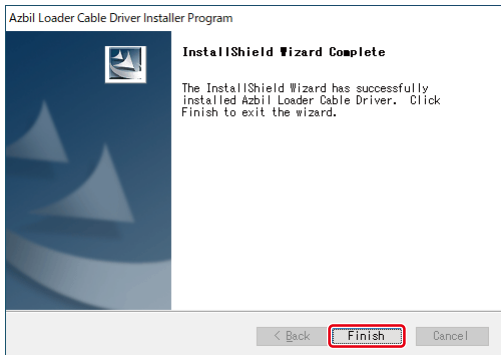 Azbil Loader Cable Driver Installer Program
InstallShield Wizard Complete
The InstallShield Wizard has successfully
installed Azbil Loader Cable Driver. Click
Finish to exit the wizard.
< Back Finish Cancel